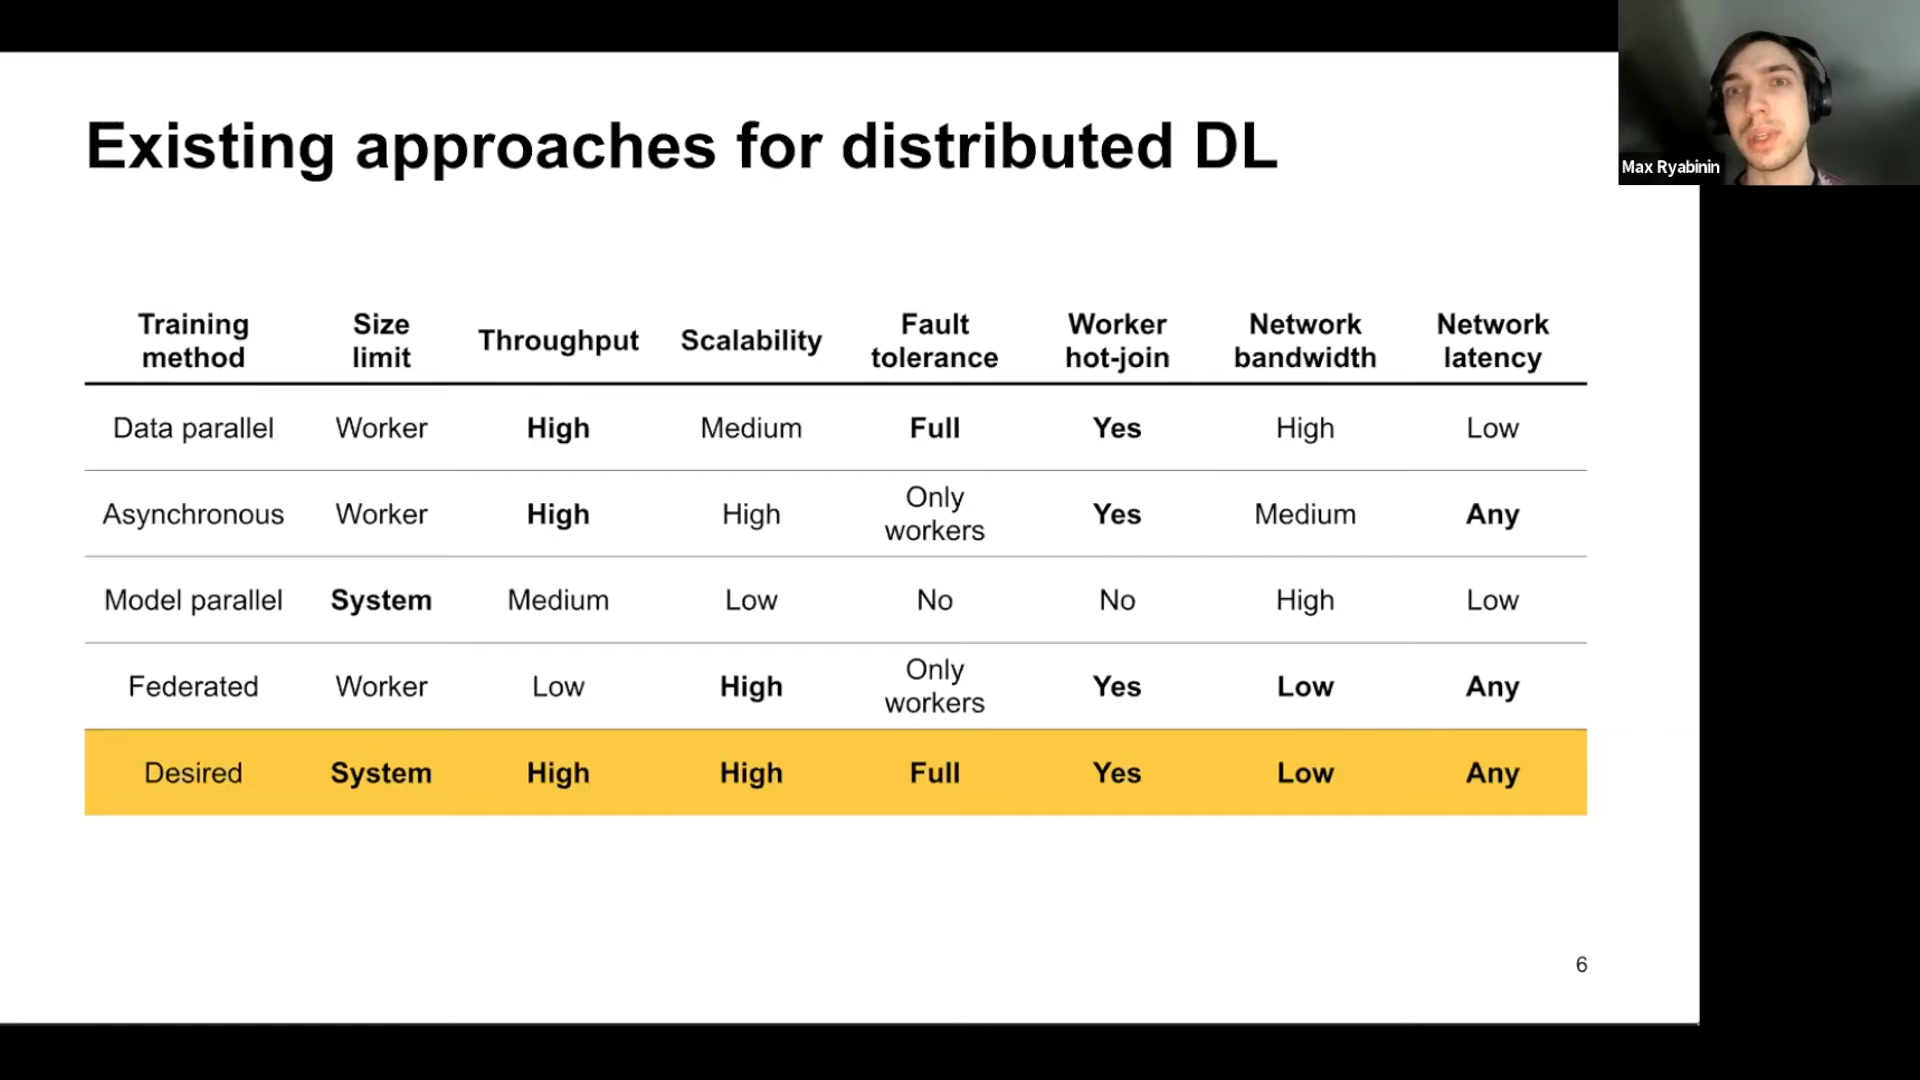 Existing approaches for distributed DL
Max Ryabinin
Training method Size limit Throughput Scalability Fault tolerance Worker hot-join Network bandwidth Network latency
Data parallel Worker High Medium Full Yes High Low
Asynchronous Worker High High Only workers Yes Medium Any
Model parallel System Medium Low No No High Low
Federated Worker Low High Only workers Yes Low Any
Desired System High High Full Yes Low Any
6